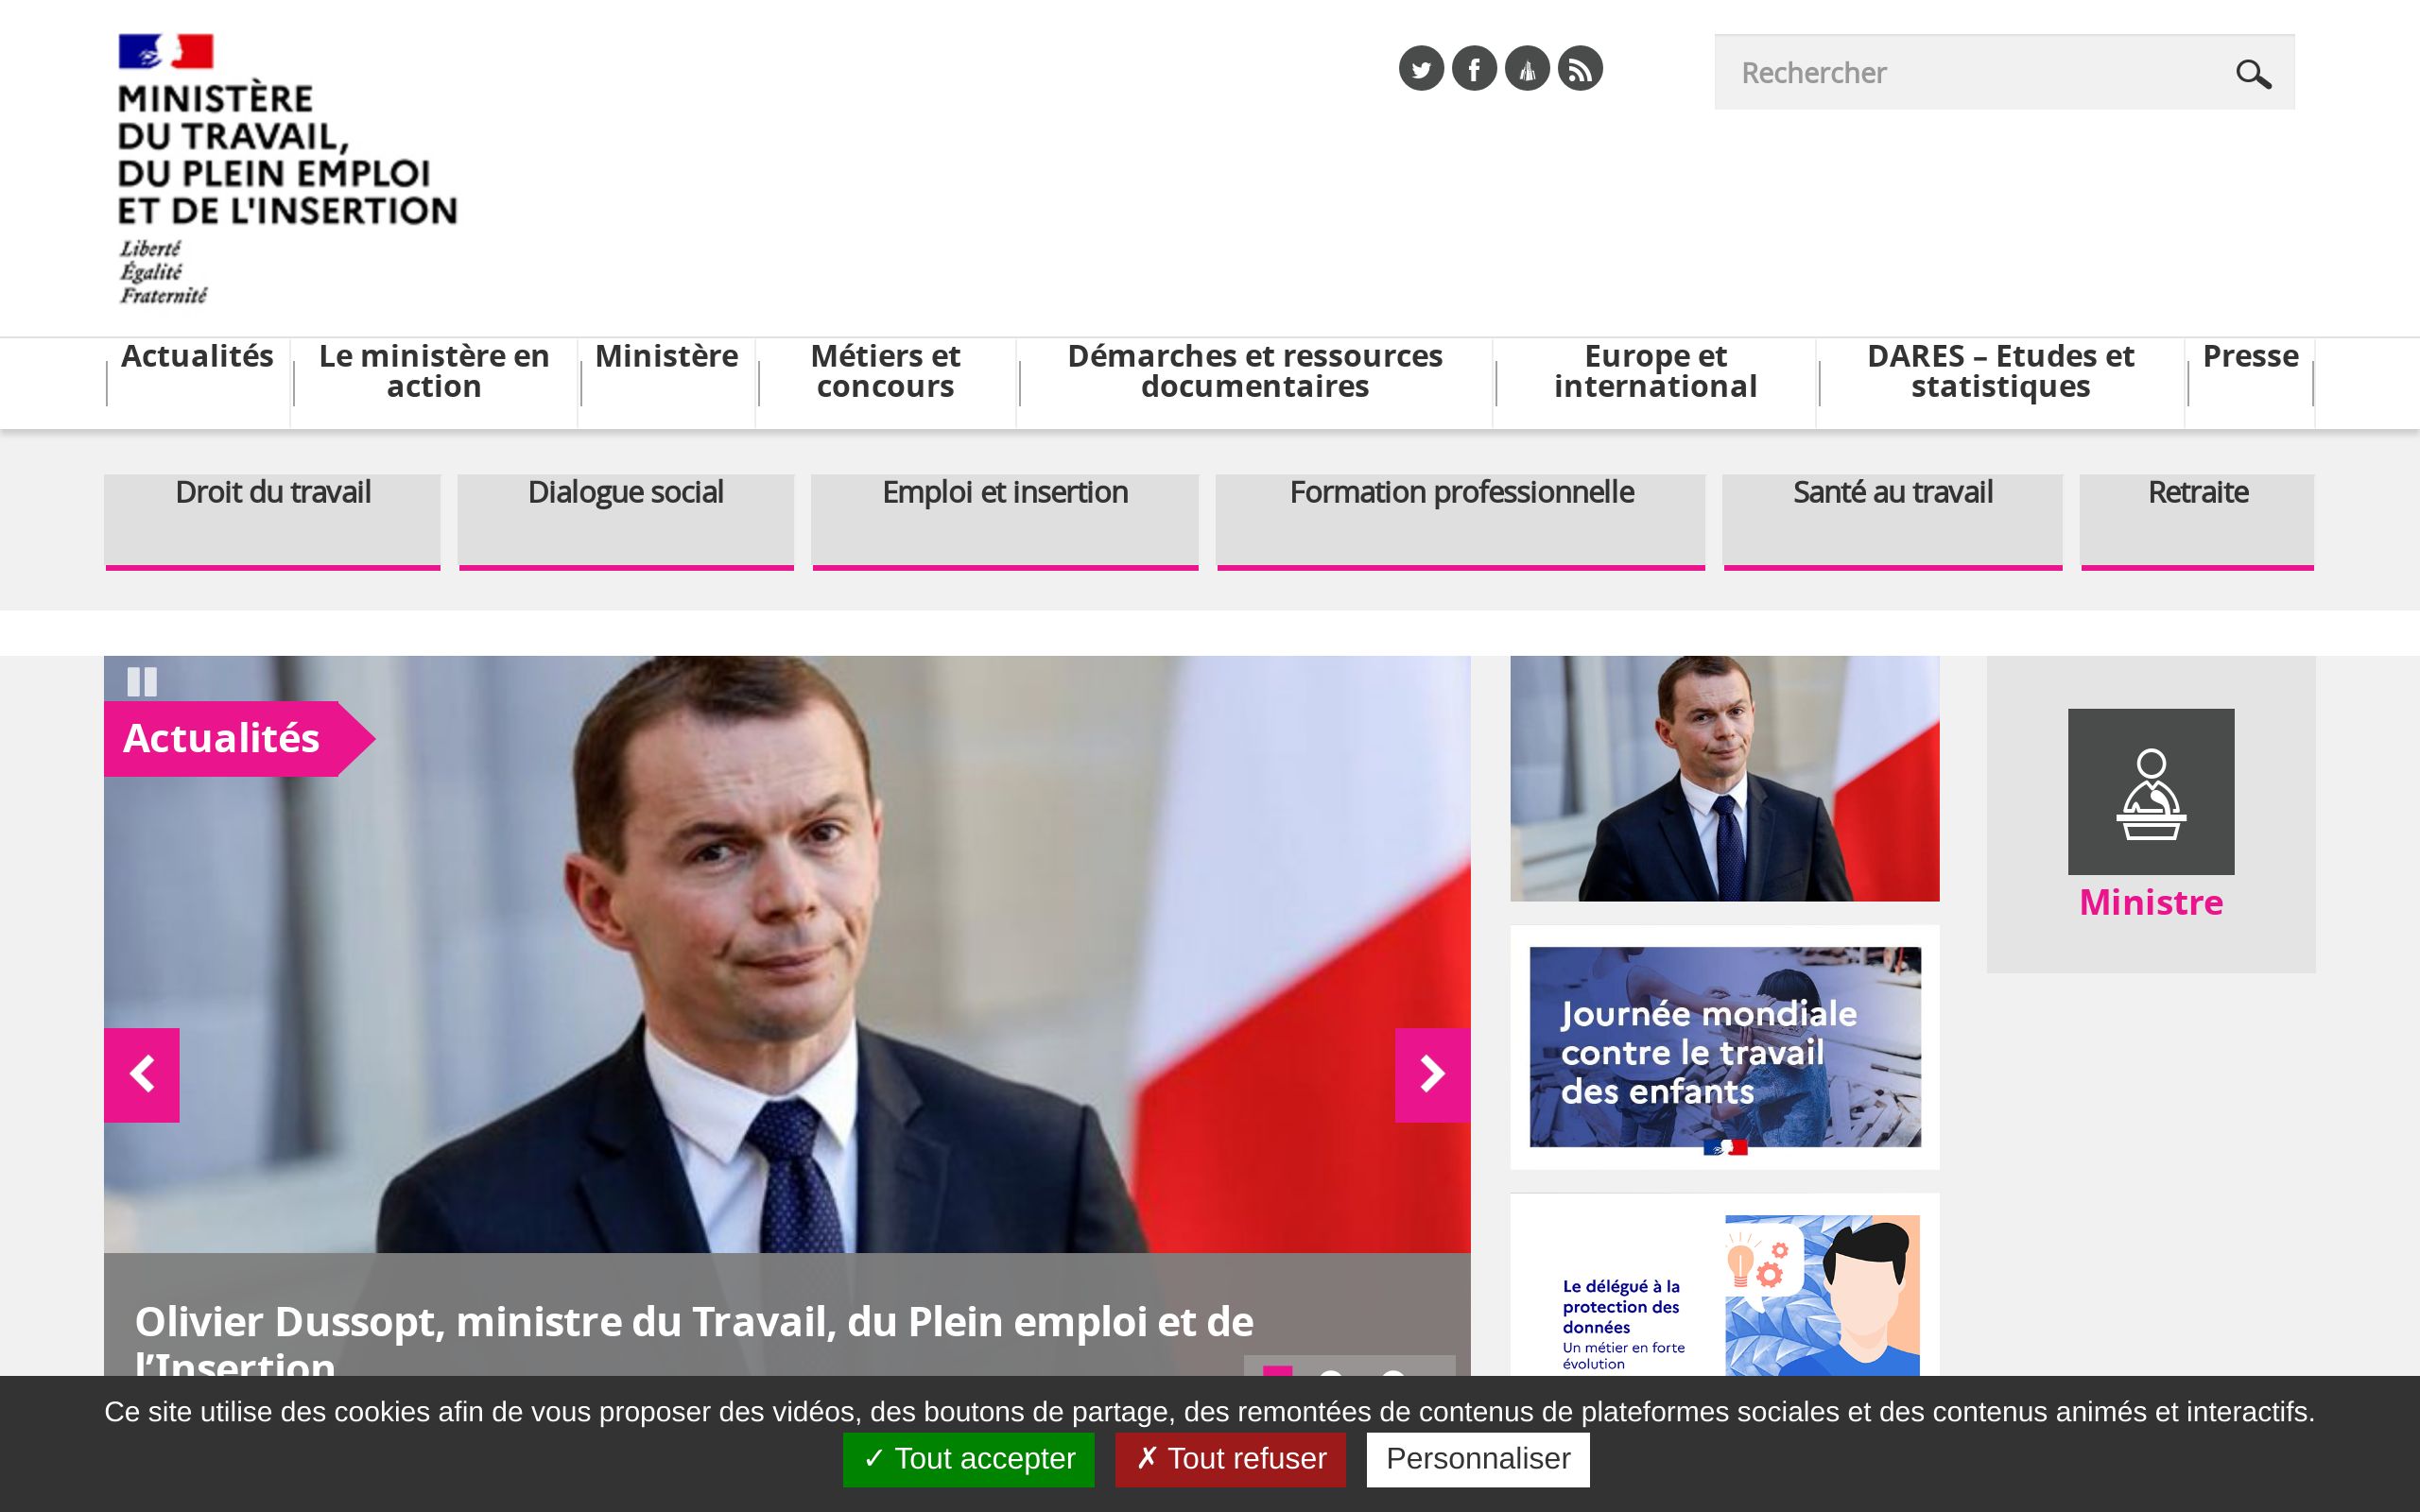 MINISTÈRE
DU TRAVAIL,
DU PLEIN EMPLOI
ET DE L'INSERTION
Liberté
Égalité
Fraternité
Rechercher
Actualités
Le ministère en
action
Ministère
Métiers et
concours
Démarches et ressources
documentaires
Europe et
international
DARES – Etudes et
statistiques
Presse
Droit du travail
Dialogue social
Emploi et insertion
Formation professionnelle
Santé au travail
Retraite
Actualités
Olivier Dussopt, ministre du Travail, du Plein emploi et de
l’Insertion
Journée mondiale
contre le travail
des enfants
Le délégué à la
protection des
données
Un métier en forte
évolution
Ministre
Ce site utilise des cookies afin de vous proposer des vidéos, des boutons de partage, des remontées de contenus de plateformes sociales et des contenus animés et interactifs.
✓ Tout accepter
✗ Tout refuser
Personnaliser